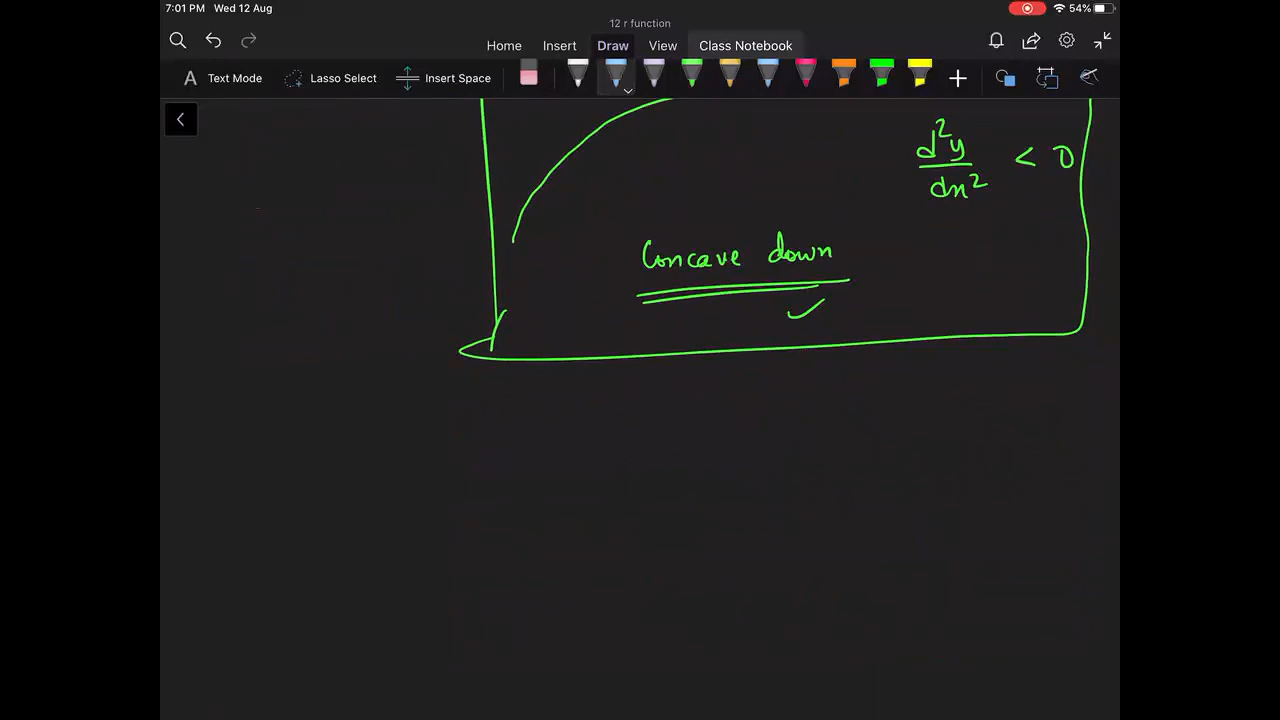 7:01 PM Wed 12 Aug 54%
12 r function
Home Insert Draw View Class Notebook
A Text Mode Lasso Select Insert Space
d²y/dx² < 0
Concave down